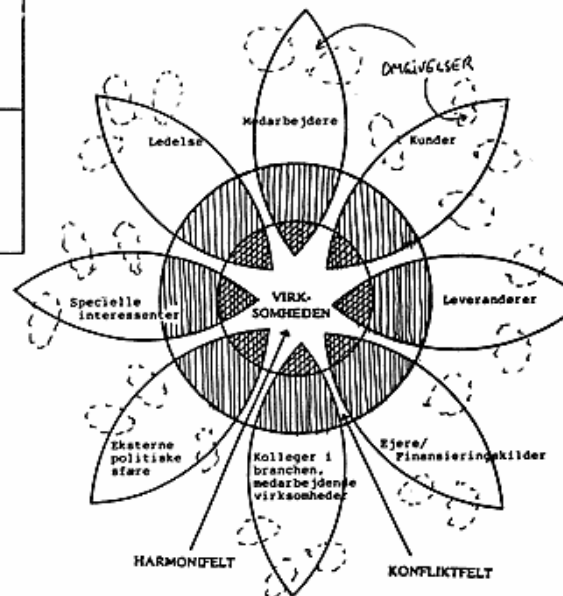 OMGIVELSER
Medarbejdere
Ledelse
Kunder
Specielle
interessenter
VIRK-
SOMHEDEN
Leverandører
Eksterne
politiske
sfære
Kolleger i
branchen,
medarbejdende
virksomheder
Ejere/
Finansieringskilder
HARMONIFELT
KONFLIKTFELT